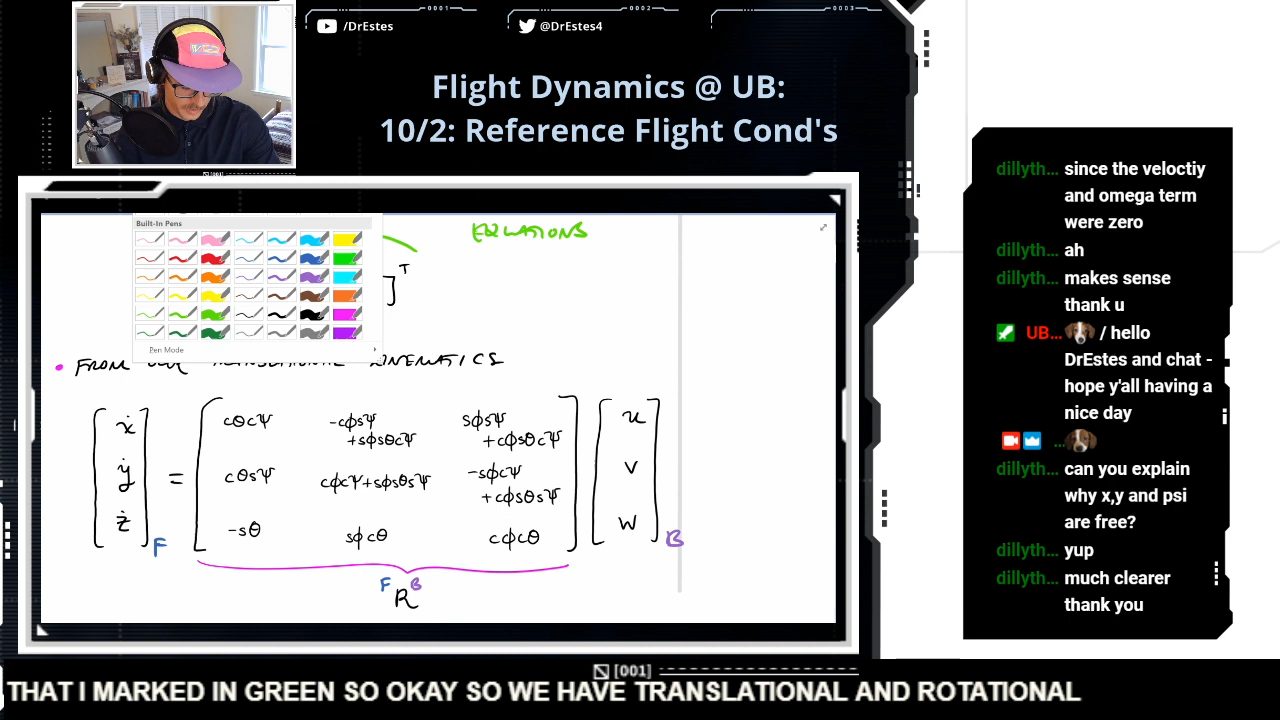 0001
0002
0003
/DrEstes
@DrEstes4
Flight Dynamics @ UB:
10/2: Reference Flight Cond's
[001]
Built-In Pens
Pen Mode
EQUATIONS
]ᵀ
• FROM KINEMATICS
[ẋ ẏ ż]F = [
cθcΨ -cϕsΨ+sϕsθcΨ sϕsΨ+cϕsθcΨ
cθsΨ cϕcΨ+sϕsθsΨ -sϕcΨ+cϕsθsΨ
-sθ sϕcθ cϕcθ
] [u v w]B
F R B
dillyth... since the veloctiy
and omega term
were zero
dillyth... ah
dillyth... makes sense
thank u
UB... / hello
DrEstes and chat -
hope y'all having a
nice day
...
dillyth... can you explain
why x,y and psi
are free?
dillyth... yup
dillyth... much clearer
thank you
[001]
THAT I MARKED IN GREEN SO OKAY SO WE HAVE TRANSLATIONAL AND ROTATIONAL